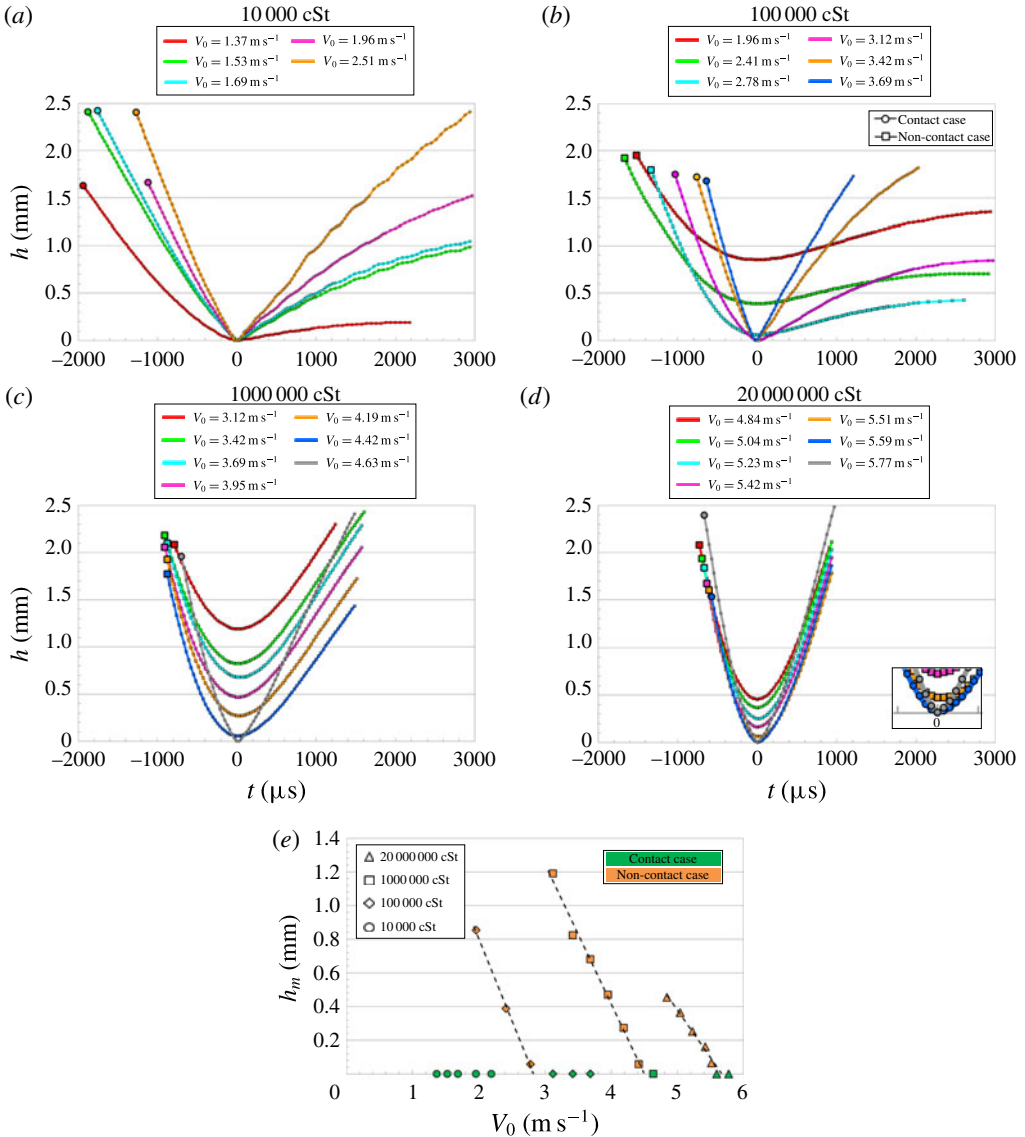 (a) 10 000 cSt
V₀ = 1.37 m s⁻¹ V₀ = 1.96 m s⁻¹
V₀ = 1.53 m s⁻¹ V₀ = 2.51 m s⁻¹
V₀ = 1.69 m s⁻¹
2.5
2.0
1.5
1.0
0.5
0
h (mm)
−2000 −1000 0 1000 2000 3000
(b) 100 000 cSt
V₀ = 1.96 m s⁻¹ V₀ = 3.12 m s⁻¹
V₀ = 2.41 m s⁻¹ V₀ = 3.42 m s⁻¹
V₀ = 2.78 m s⁻¹ V₀ = 3.69 m s⁻¹
Contact case
Non-contact case
2.5
2.0
1.5
1.0
0.5
0
−2000 −1000 0 1000 2000 3000
(c) 1000 000 cSt
V₀ = 3.12 m s⁻¹ V₀ = 4.19 m s⁻¹
V₀ = 3.42 m s⁻¹ V₀ = 4.42 m s⁻¹
V₀ = 3.69 m s⁻¹ V₀ = 4.63 m s⁻¹
V₀ = 3.95 m s⁻¹
2.5
2.0
1.5
1.0
0.5
0
h (mm)
−2000 −1000 0 1000 2000 3000
t (μs)
(d) 20 000 000 cSt
V₀ = 4.84 m s⁻¹ V₀ = 5.51 m s⁻¹
V₀ = 5.04 m s⁻¹ V₀ = 5.59 m s⁻¹
V₀ = 5.23 m s⁻¹ V₀ = 5.77 m s⁻¹
V₀ = 5.42 m s⁻¹
2.5
2.0
1.5
1.0
0.5
0
0
−2000 −1000 0 1000 2000 3000
t (μs)
(e)
20 000 000 cSt
1000 000 cSt
100 000 cSt
10 000 cSt
Contact case
Non-contact case
1.4
1.2
1.0
0.8
0.6
0.4
0.2
hₘ (mm)
0 1 2 3 4 5 6
V₀ (m s⁻¹)